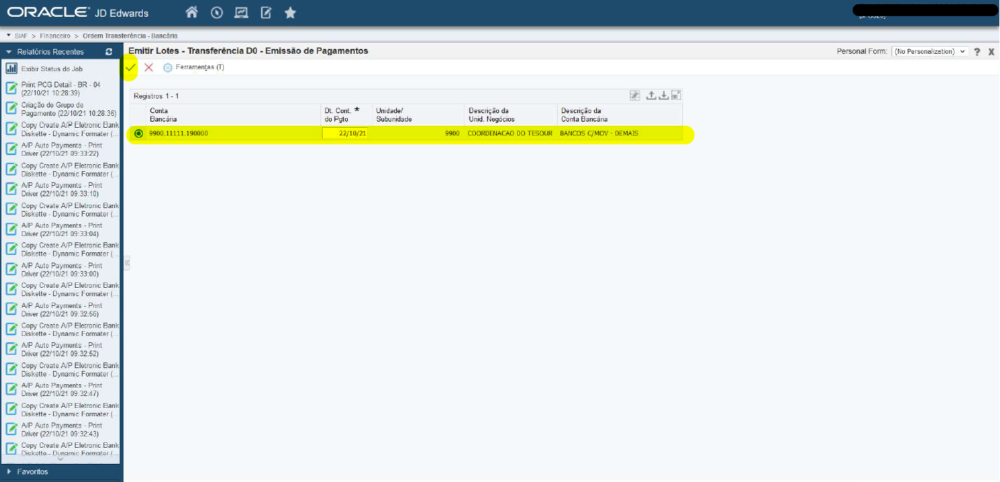 ORACLE® JD Edwards
SIAF > Financeiro > Ordem Transferência - Bancária
Relatórios Recentes
Exibir Status do Job
Print PCG Detail - BR - 04
(22/10/21 10:28:39)
Criação de Grupo de
Pagamento (22/10/21 10:28:36)
Copy Create A/P Eletronic Bank
Diskette - Dynamic Formater (...
A/P Auto Payments - Print
Driver (22/10/21 09:33:22)
Copy Create A/P Eletronic Bank
Diskette - Dynamic Formater (...
A/P Auto Payments - Print
Driver (22/10/21 09:33:10)
Copy Create A/P Eletronic Bank
Diskette - Dynamic Formater (...
A/P Auto Payments - Print
Driver (22/10/21 09:33:04)
Copy Create A/P Eletronic Bank
Diskette - Dynamic Formater (...
A/P Auto Payments - Print
Driver (22/10/21 09:33:00)
Copy Create A/P Eletronic Bank
Diskette - Dynamic Formater (...
A/P Auto Payments - Print
Driver (22/10/21 09:32:56)
Copy Create A/P Eletronic Bank
Diskette - Dynamic Formater (...
A/P Auto Payments - Print
Driver (22/10/21 09:32:52)
Copy Create A/P Eletronic Bank
Diskette - Dynamic Formater (...
A/P Auto Payments - Print
Driver (22/10/21 09:32:47)
Copy Create A/P Eletronic Bank
Diskette - Dynamic Formater (...
A/P Auto Payments - Print
Driver (22/10/21 09:32:43)
Copy Create A/P Eletronic Bank
Diskette - Dynamic Formater (...
Favoritos
Emitir Lotes - Transferência D0 - Emissão de Pagamentos
Personal Form: (No Personalization) ? X
Ferramentas (T)
Registros 1 - 1
Conta
Bancária
Dt. Cont. *
do Pgto
Unidade/
Subunidade
Descrição da
Unid. Negócios
Descrição da
Conta Bancária
9900.11111.190000 22/10/21 9900 COORDENACAO DO TESOUR BANCOS C/MOV - DEMAIS